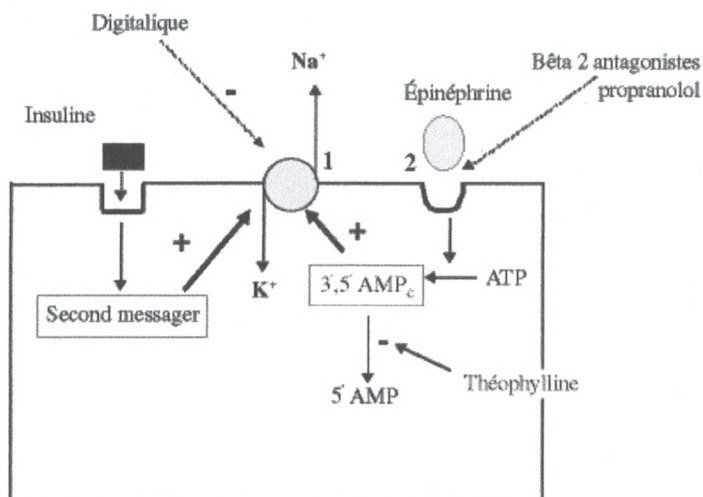 Digitalique
-
Na⁺
Bêta 2 antagonistes
propranolol
Épinéphrine
Insuline
1
2
+
+
K⁺
3',5' AMPc
ATP
Second messager
-
Théophylline
5' AMP